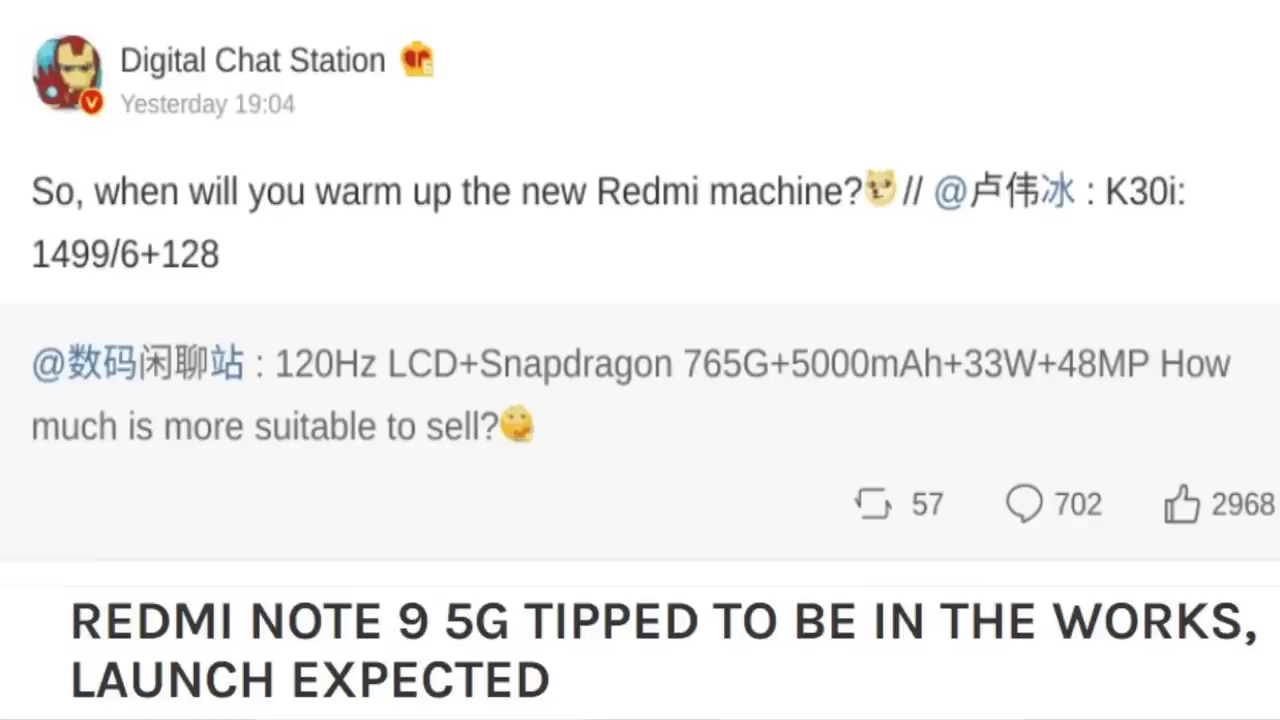 Digital Chat Station
Yesterday 19:04
So, when will you warm up the new Redmi machine? // @卢伟冰 : K30i:
1499/6+128
@数码闲聊站 : 120Hz LCD+Snapdragon 765G+5000mAh+33W+48MP How
much is more suitable to sell?
57 702 2968
REDMI NOTE 9 5G TIPPED TO BE IN THE WORKS,
LAUNCH EXPECTED